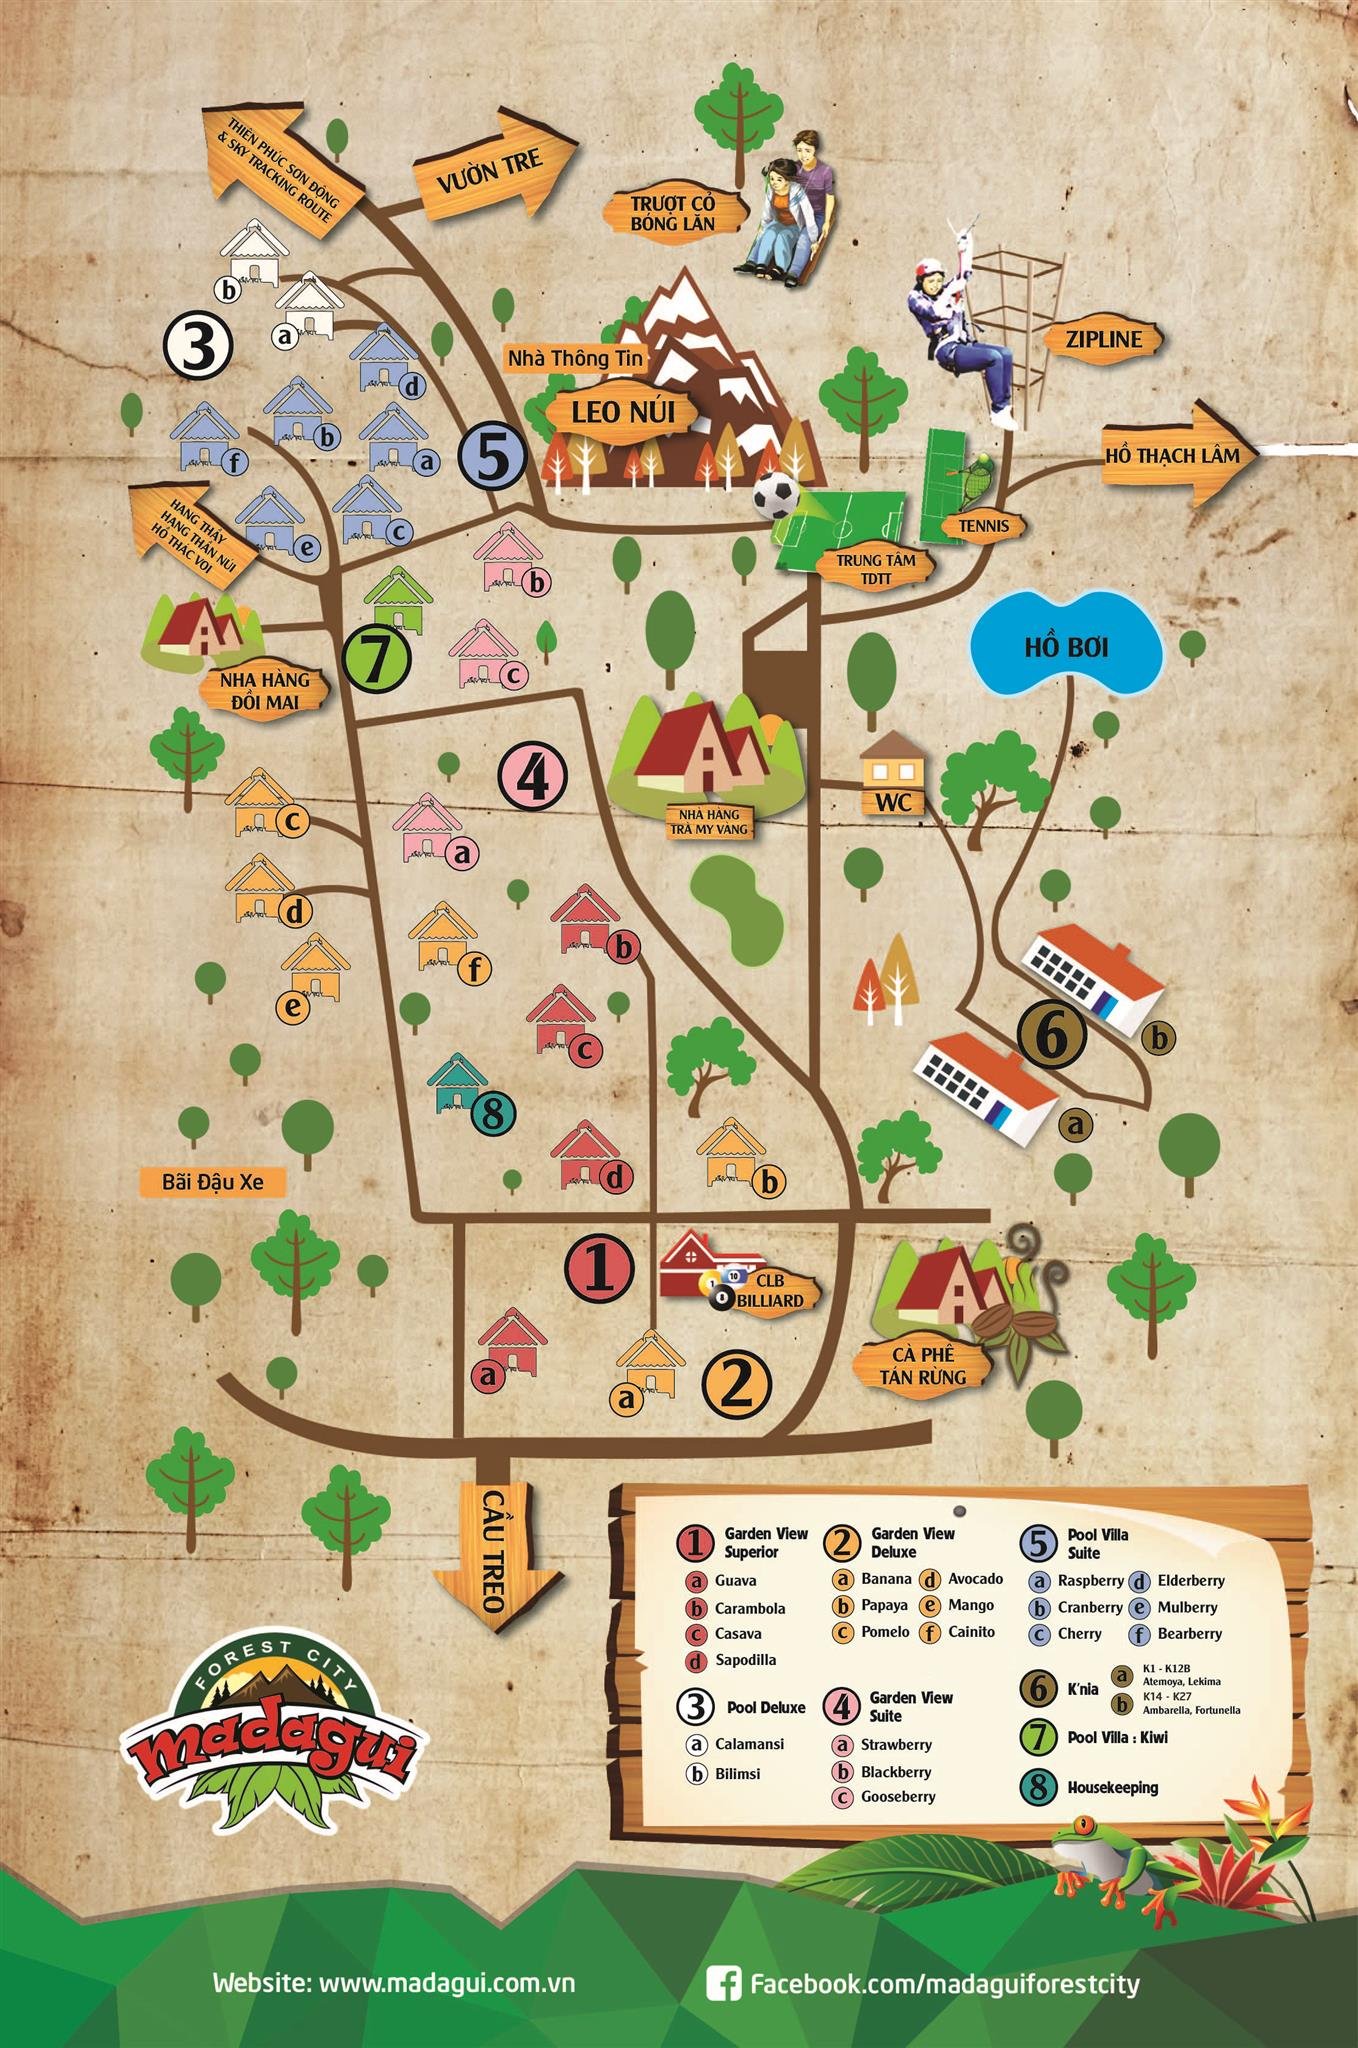 THIÊN PHÚC SƠN ĐỘNG
& SKY TRACKING ROUTE
VƯỜN TRE
TRƯỢT CỎ
BÓNG LĂN
ZIPLINE
b
a
3
Nhà Thông Tin
LEO NÚI
d
b
a
f
5
c
e
HỒ THẠCH LÂM
TENNIS
TRUNG TÂM
TDTT
HANG THẦY
HANG THẦN NÚI
HỒ THÁC VOI
b
7
c
NHA HÀNG
ĐỒI MAI
HỒ BƠI
4
WC
NHÀ HÀNG
TRÀ MY VÀNG
c
a
d
b
f
e
c
6
b
8
a
d
b
Bãi Đậu Xe
1
10
1
8
CLB
BILLIARD
CÀ PHÊ
TÁN RỪNG
a
a
2
CẦU TREO
1 Garden View
Superior
a Guava
b Carambola
c Casava
d Sapodilla
2 Garden View
Deluxe
a Banana
b Papaya
c Pomelo
d Avocado
e Mango
f Cainito
5 Pool Villa
Suite
a Raspberry
b Cranberry
c Cherry
d Elderberry
e Mulberry
f Bearberry
3 Pool Deluxe
a Calamansi
b Bilimsi
4 Garden View
Suite
a Strawberry
b Blackberry
c Gooseberry
6 K'nia
a K1 - K12B
Atemoya, Lekima
b K14 - K27
Ambarella, Fortunella
7 Pool Villa : Kiwi
8 Housekeeping
FOREST CITY
madagui
Website: www.madagui.com.vn
f Facebook.com/madaguiforestcity